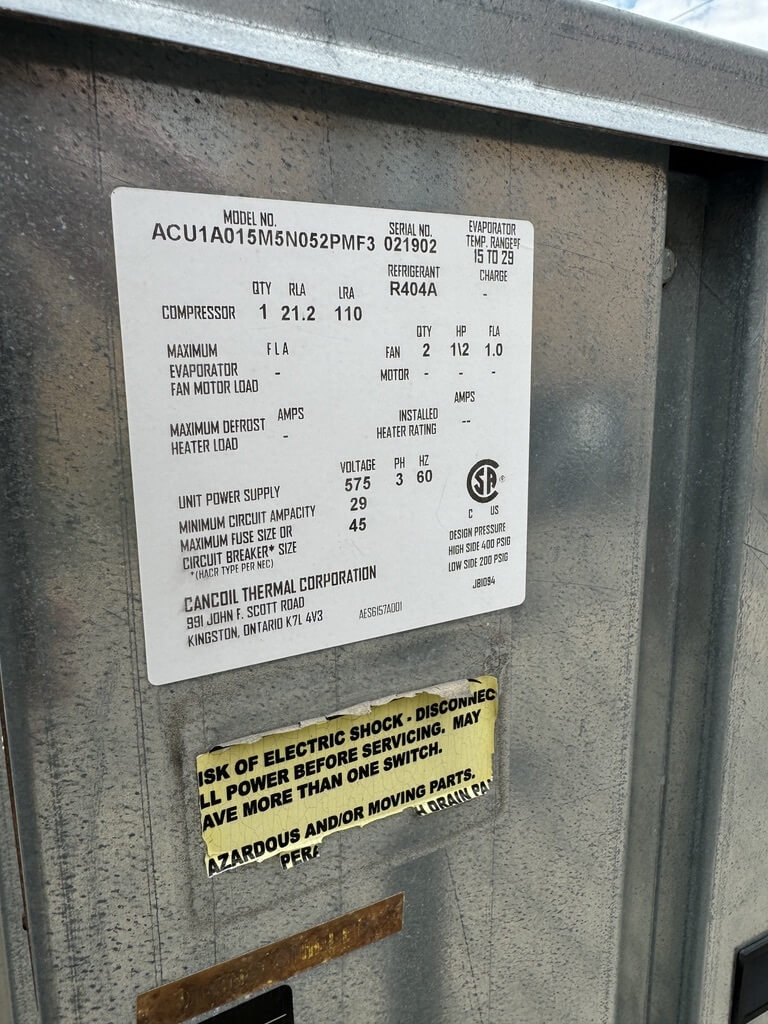 MODEL NO.
ACU1A015M5N052PMF3
SERIAL NO.
021902
EVAPORATOR
TEMP. RANGE°F
15 TO 29
REFRIGERANT
R404A
CHARGE
-
QTY RLA LRA
COMPRESSOR 1 21.2 110
QTY HP FLA
FAN 2 1\2 1.0
MOTOR - - -
MAXIMUM FLA
EVAPORATOR -
FAN MOTOR LOAD
AMPS
MAXIMUM DEFROST
HEATER LOAD -
AMPS
INSTALLED
HEATER RATING --
VOLTAGE PH HZ
UNIT POWER SUPPLY 575 3 60
MINIMUM CIRCUIT AMPACITY 29
MAXIMUM FUSE SIZE OR 45
CIRCUIT BREAKER* SIZE
*(HACR TYPE PER NEC)
CSA®
C US
DESIGN PRESSURE
HIGH SIDE 400 PSIG
LOW SIDE 200 PSIG
JB1094
CANCOIL THERMAL CORPORATION
991 JOHN F. SCOTT ROAD
KINGSTON, ONTARIO K7L 4V3
AES6157A001
ISK OF ELECTRIC SHOCK - DISCONNEC
LL POWER BEFORE SERVICING. MAY
AVE MORE THAN ONE SWITCH.
AZARDOUS AND/OR MOVING PARTS.
H DRAIN PA
PER